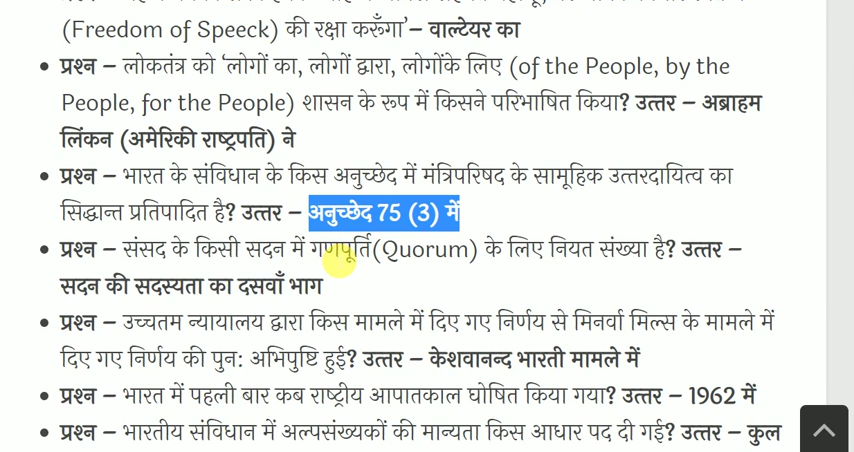 (Freedom of Speeck) की रक्षा करूँगा’– वाल्टेयर का
प्रश्न – लोकतंत्र को ‘लोगों का, लोगों द्वारा, लोगोंके लिए (of the People, by the
People, for the People) शासन के रूप में किसने परिभाषित किया? उत्तर – अब्राहम
लिंकन (अमेरिकी राष्ट्रपति) ने
प्रश्न – भारत के संविधान के किस अनुच्छेद में मंत्रिपरिषद के सामूहिक उत्तरदायित्व का
सिद्धान्त प्रतिपादित है? उत्तर – अनुच्छेद 75 (3) में
प्रश्न – संसद के किसी सदन में गणपूर्ति(Quorum) के लिए नियत संख्या है? उत्तर –
सदन की सदस्यता का दसवाँ भाग
प्रश्न – उच्चतम न्यायालय द्वारा किस मामले में दिए गए निर्णय से मिनर्वा मिल्स के मामले में
दिए गए निर्णय की पुन: अभिपुष्टि हुई? उत्तर – केशवानन्द भारती मामले में
प्रश्न – भारत में पहली बार कब राष्ट्रीय आपातकाल घोषित किया गया? उत्तर – 1962 में
प्रश्न – भारतीय संविधान में अल्पसंख्यकों की मान्यता किस आधार पद दी गई? उत्तर – कुल